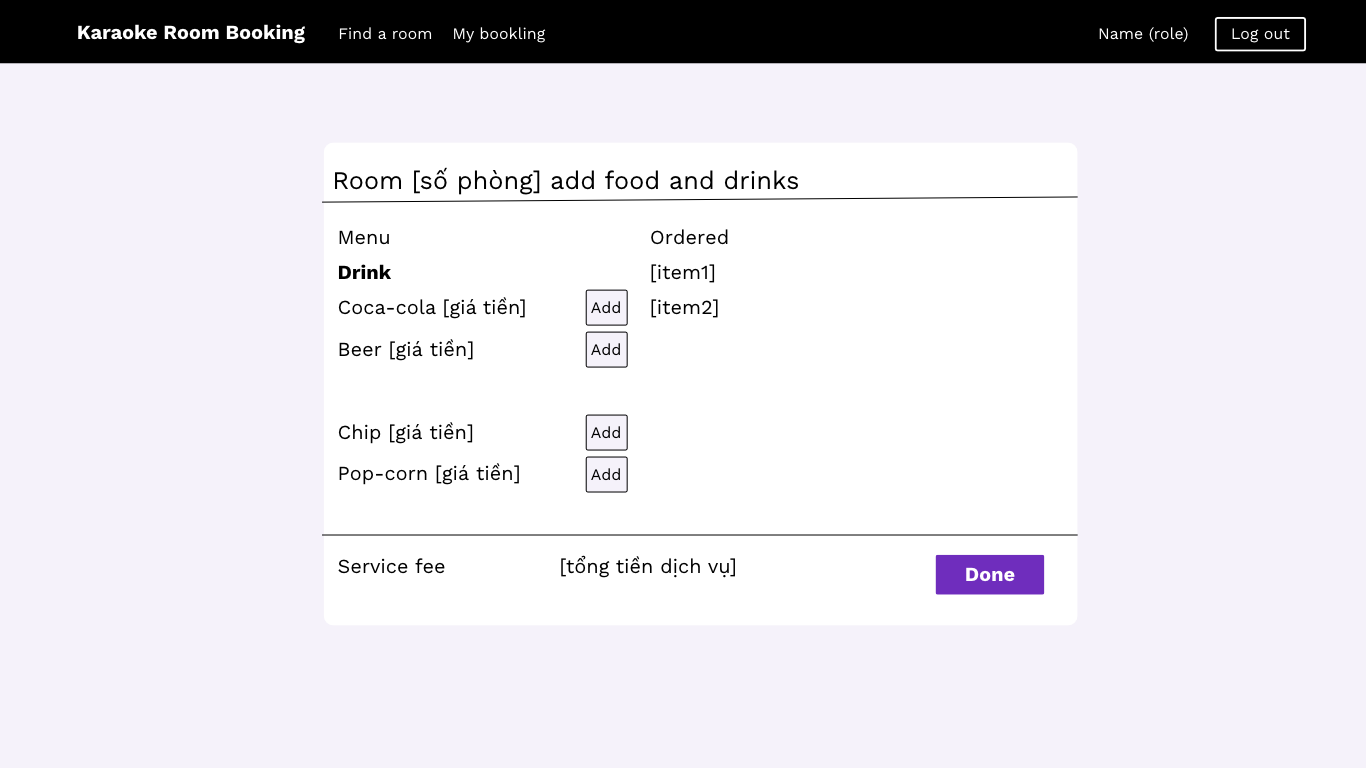 Karaoke Room Booking Find a room My bookling Name (role) Log out
Room [số phòng] add food and drinks
Menu Ordered
Drink [item1]
Coca-cola [giá tiền] Add [item2]
Beer [giá tiền] Add
Chip [giá tiền] Add
Pop-corn [giá tiền] Add
Service fee [tổng tiền dịch vụ] Done